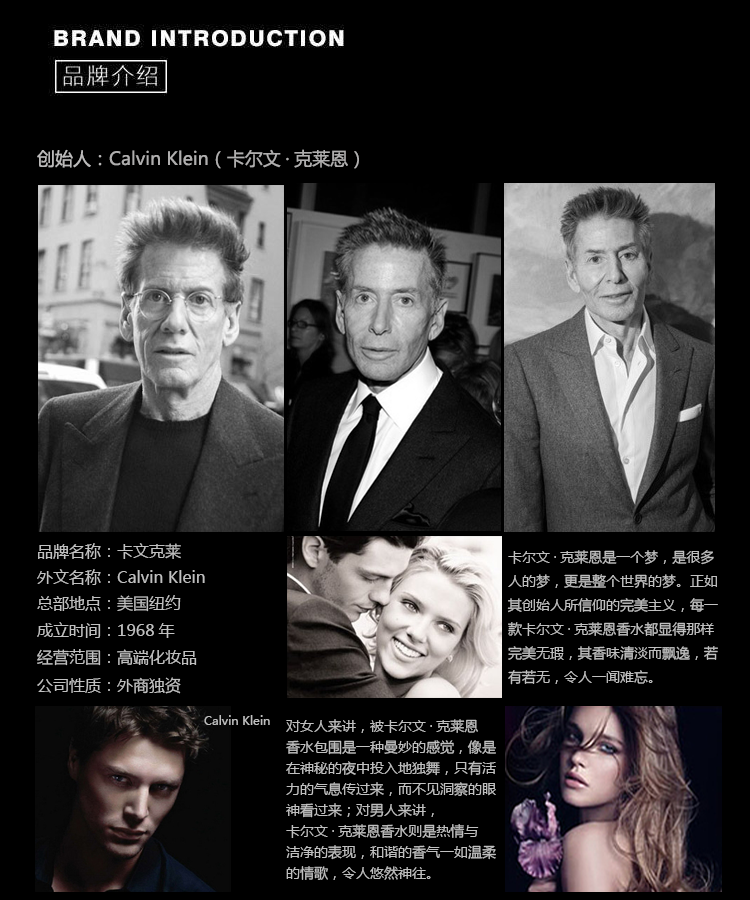 BRAND INTRODUCTION
品牌介绍
创始人：Calvin Klein（卡尔文·克莱恩）
品牌名称：卡文克莱
外文名称：Calvin Klein
总部地点：美国纽约
成立时间：1968 年
经营范围：高端化妆品
公司性质：外商独资
卡尔文·克莱恩是一个梦，是很多
人的梦，更是整个世界的梦。正如
其创始人所信仰的完美主义，每一
款卡尔文·克莱恩香水都显得那样
完美无瑕，其香味清淡而飘逸，若
有若无，令人一闻难忘。
Calvin Klein
对女人来讲，被卡尔文·克莱恩
香水包围是一种曼妙的感觉，像是
在神秘的夜中投入地独舞，只有活
力的气息传过来，而不见洞察的眼
神看过来；对男人来讲，
卡尔文·克莱恩香水则是热情与
洁净的表现，和谐的香气一如温柔
的情歌，令人悠然神往。